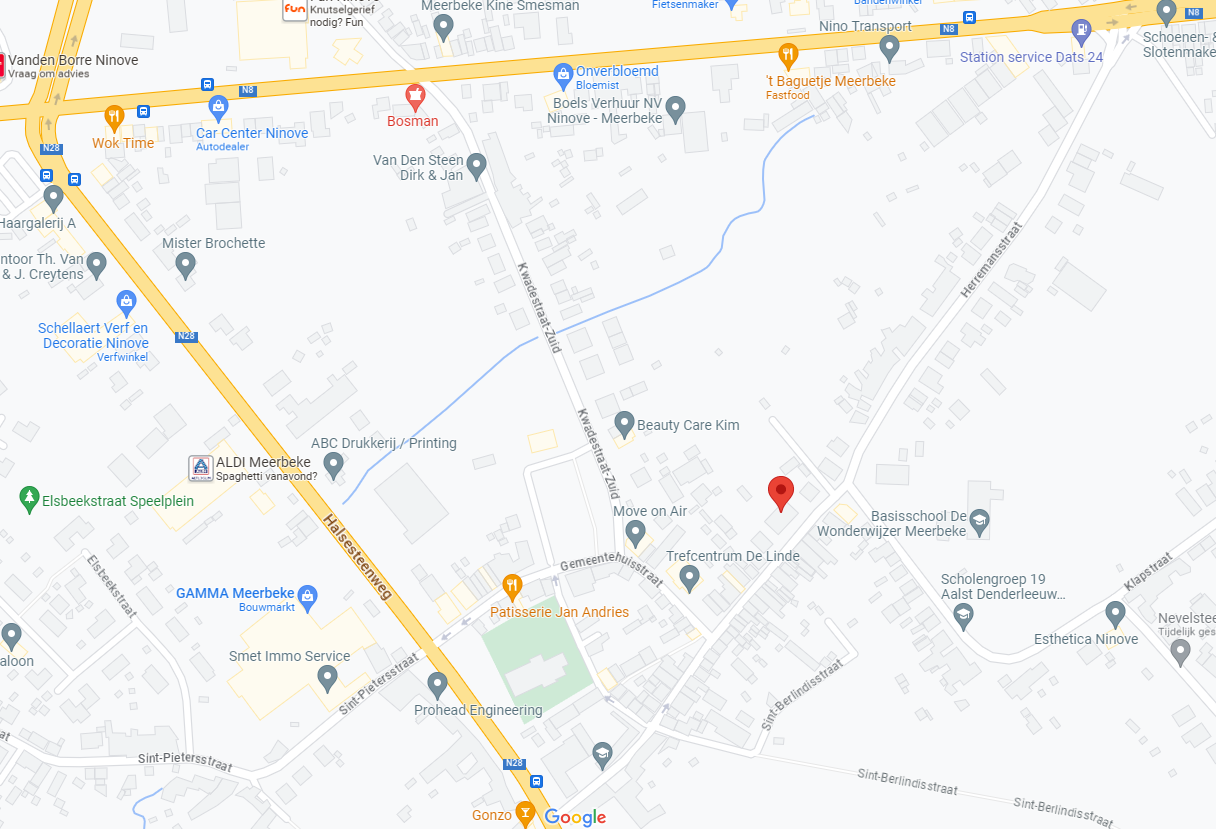 Meerbeke Kine Smesman
Fietsenmaker
Bandenwinkel
fun
Knutselgerief
nodig? Fun
Nino Transport
N8
N8
Schoenen- &
Slotenmake
Station service Dats 24
Vanden Borre Ninove
Vraag om advies
Onverbloemd
Bloemist
't Baguetje Meerbeke
Fastfood
N8
Boels Verhuur NV
Ninove - Meerbeke
Bosman
Car Center Ninove
Autodealer
Wok Time
N28
Van Den Steen
Dirk & Jan
Haargalerij A
Mister Brochette
ntoor Th. Van
& J. Creytens
Herremansstraat
Kwadestraat-Zuid
Schellaert Verf en
Decoratie Ninove
Verfwinkel
N28
Kwadestraat-Zuid
Beauty Care Kim
ABC Drukkerij / Printing
ALDI Meerbeke
Spaghetti vanavond?
Elsbeekstraat Speelplein
Move on Air
Basisschool De
Wonderwijzer Meerbeke
Halsesteenweg
Gemeentehuisstraat
Trefcentrum De Linde
Elsbeekstraat
Klapstraat
Scholengroep 19
Aalst Denderleeuw...
GAMMA Meerbeke
Bouwmarkt
Patisserie Jan Andries
Esthetica Ninove
Nevelstee
Tijdelijk ges
aloon
Smet Immo Service
Sint-Pietersstraat
Prohead Engineering
Sint-Berlindisstraat
at
Sint-Pietersstraat
N28
Sint-Berlindisstraat
Sint-Berlindisstraat
Gonzo
Google